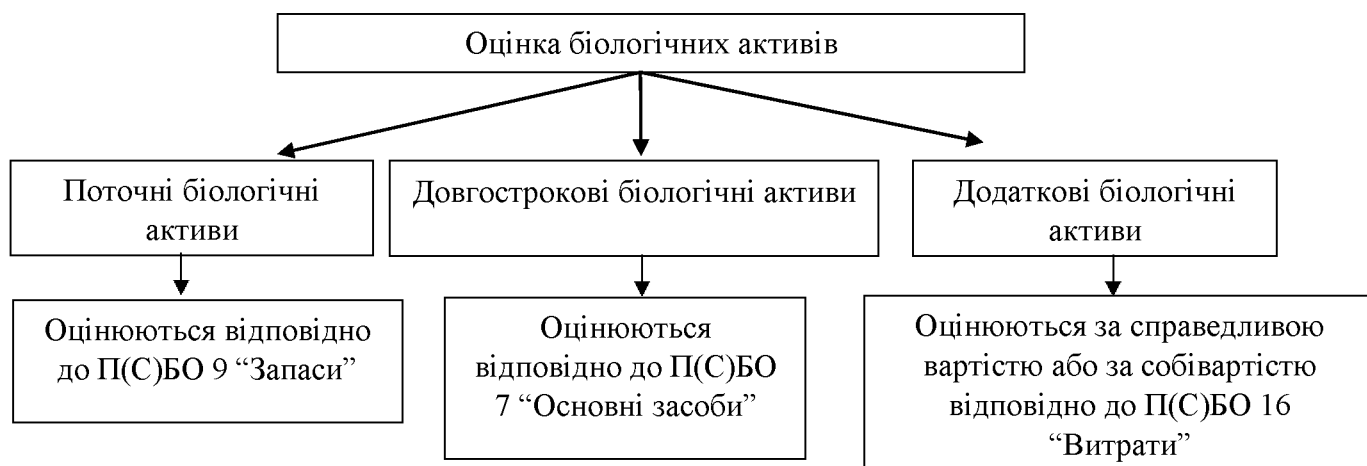 Оцінка біологічних активів
Поточні біологічні
активи
Довгострокові біологічні активи
Додаткові біологічні
активи
Оцінюються відповідно
до П(С)БО 9 “Запаси”
Оцінюються
відповідно до П(С)БО
7 “Основні засоби”
Оцінюються за справедливою
вартістю або за собівартістю
відповідно до П(С)БО 16
“Витрати”